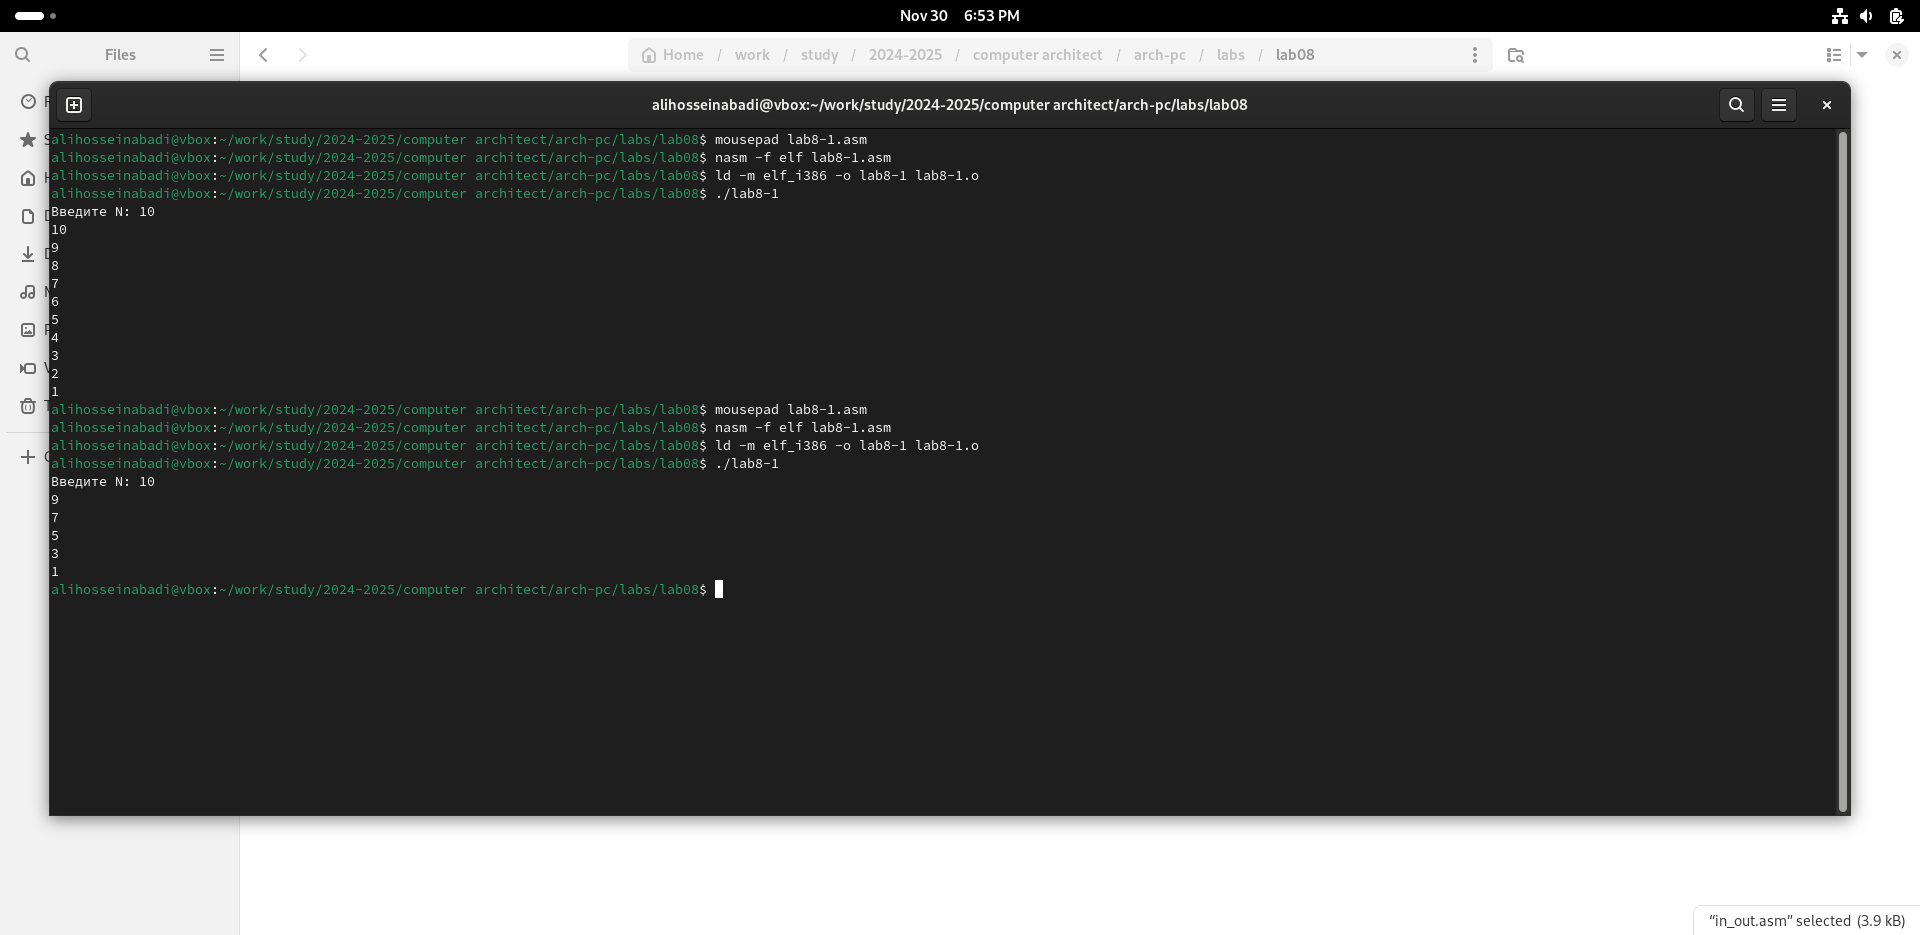 Nov 30 6:53 PM
Files
Home / work / study / 2024-2025 / computer architect / arch-pc / labs / lab08
alihosseinabadi@vbox:~/work/study/2024-2025/computer architect/arch-pc/labs/lab08
alihosseinabadi@vbox:~/work/study/2024-2025/computer architect/arch-pc/labs/lab08$ mousepad lab8-1.asm
alihosseinabadi@vbox:~/work/study/2024-2025/computer architect/arch-pc/labs/lab08$ nasm -f elf lab8-1.asm
alihosseinabadi@vbox:~/work/study/2024-2025/computer architect/arch-pc/labs/lab08$ ld -m elf_i386 -o lab8-1 lab8-1.o
alihosseinabadi@vbox:~/work/study/2024-2025/computer architect/arch-pc/labs/lab08$ ./lab8-1
Введите N: 10
10
9
8
7
6
5
4
3
2
1
alihosseinabadi@vbox:~/work/study/2024-2025/computer architect/arch-pc/labs/lab08$ mousepad lab8-1.asm
alihosseinabadi@vbox:~/work/study/2024-2025/computer architect/arch-pc/labs/lab08$ nasm -f elf lab8-1.asm
alihosseinabadi@vbox:~/work/study/2024-2025/computer architect/arch-pc/labs/lab08$ ld -m elf_i386 -o lab8-1 lab8-1.o
alihosseinabadi@vbox:~/work/study/2024-2025/computer architect/arch-pc/labs/lab08$ ./lab8-1
Введите N: 10
9
7
5
3
1
alihosseinabadi@vbox:~/work/study/2024-2025/computer architect/arch-pc/labs/lab08$
“in_out.asm” selected (3.9 kB)